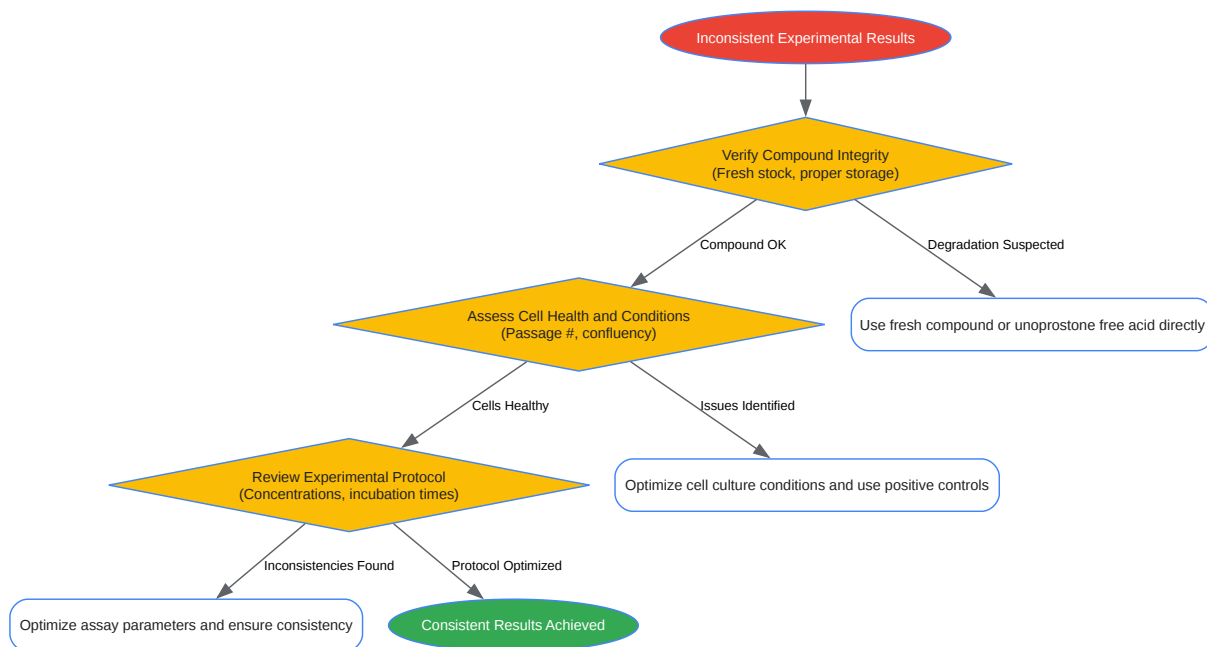 Inconsistent Experimental Results
Verify Compound Integrity
(Fresh stock, proper storage)
Compound OK
Degradation Suspected
Assess Cell Health and Conditions
(Passage #, confluency)
Use fresh compound or unoprostone free acid directly
Cells Healthy
Issues Identified
Review Experimental Protocol
(Concentrations, incubation times)
Optimize cell culture conditions and use positive controls
Inconsistencies Found
Protocol Optimized
Optimize assay parameters and ensure consistency
Consistent Results Achieved